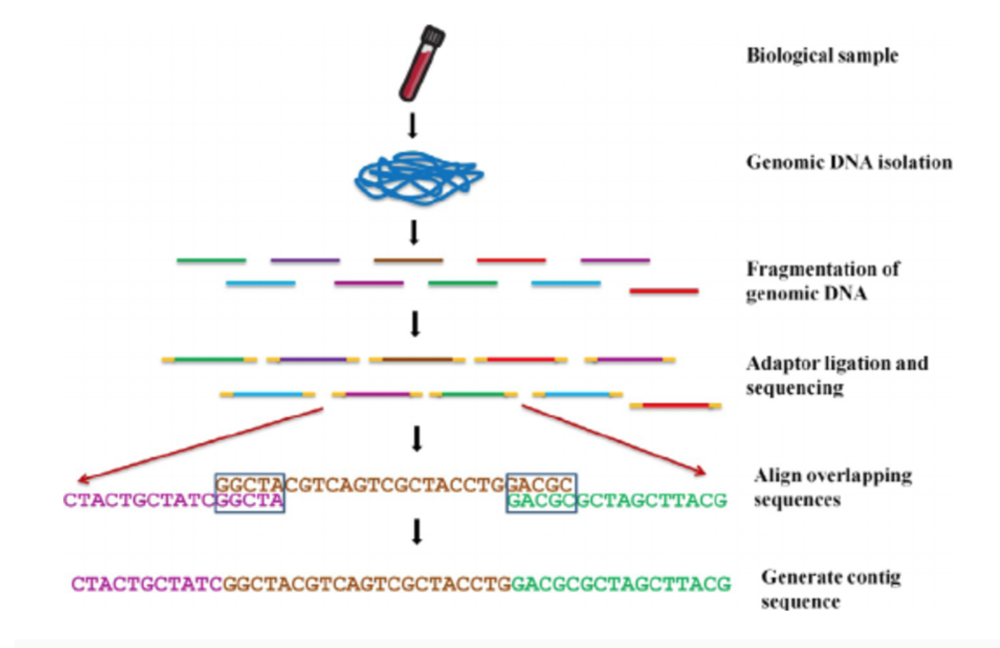 Biological sample
Genomic DNA isolation
Fragmentation of
genomic DNA
Adaptor ligation and
sequencing
GGCTACGTCAGTCGCTACCTGGACGC
CTACTGCTATCGGCTA
GACGCGCTAGCTTACG
Align overlapping
sequences
CTACTGCTATCGGCTACGTCAGTCGCTACCTGGACGCGCTAGCTTACG
Generate contig
sequence